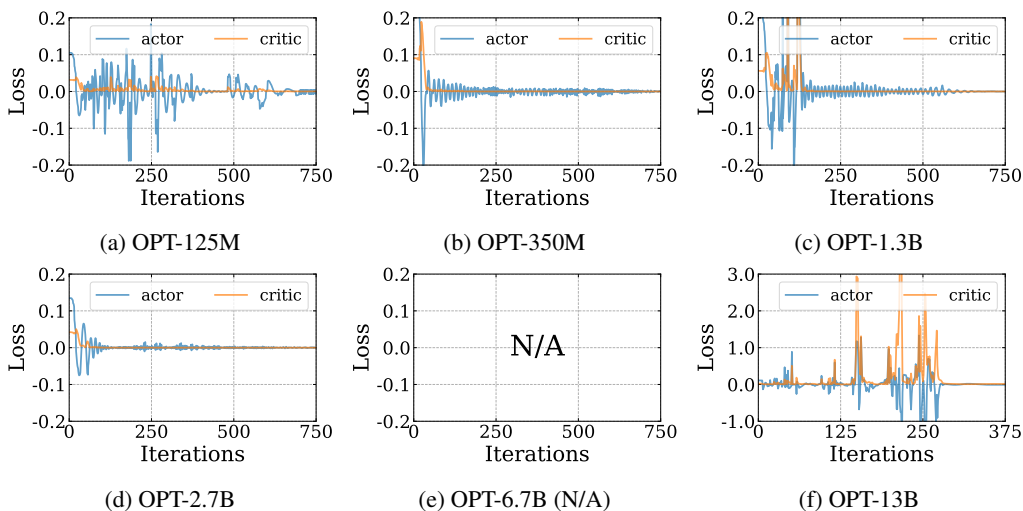 0.2
0.1
0.0
-0.1
-0.2
Loss
actor
critic
0
250
500
750
Iterations
(a) OPT-125M
0.2
0.1
0.0
-0.1
-0.2
Loss
actor
critic
0
250
500
750
Iterations
(b) OPT-350M
0.2
0.1
0.0
-0.1
-0.2
Loss
actor
critic
0
250
500
750
Iterations
(c) OPT-1.3B
0.2
0.1
0.0
-0.1
-0.2
Loss
actor
critic
0
250
500
750
Iterations
(d) OPT-2.7B
0.2
0.1
0.0
-0.1
-0.2
Loss
N/A
0
250
500
750
Iterations
(e) OPT-6.7B (N/A)
3.0
2.0
1.0
0.0
-1.0
Loss
actor
critic
0
125
250
375
Iterations
(f) OPT-13B